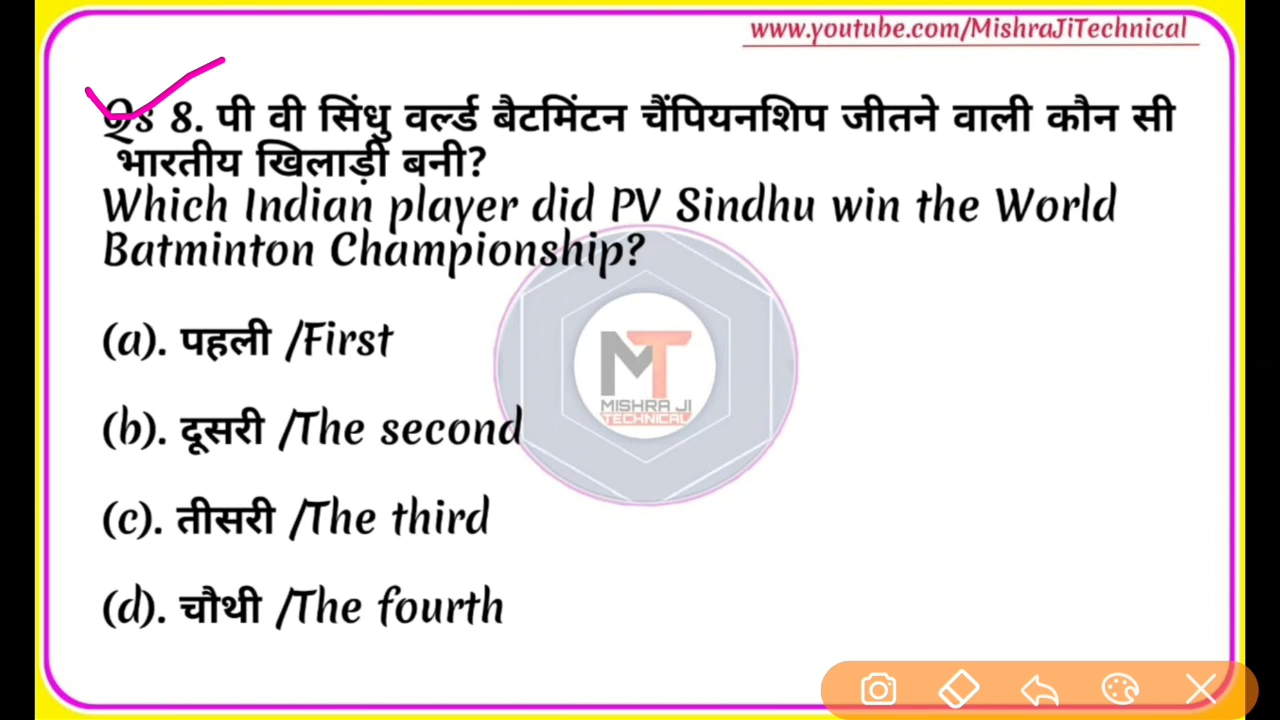 www.youtube.com/MishraJiTechnical
Qs 8. पी वी सिंधु वर्ल्ड बैटमिंटन चैंपियनशिप जीतने वाली कौन सी
भारतीय खिलाड़ी बनी?
Which Indian player did PV Sindhu win the World
Batminton Championship?
(a). पहली /First
(b). दूसरी /The second
(c). तीसरी /The third
(d). चौथी /The fourth
MT
MISHRA JI
TECHNICAL